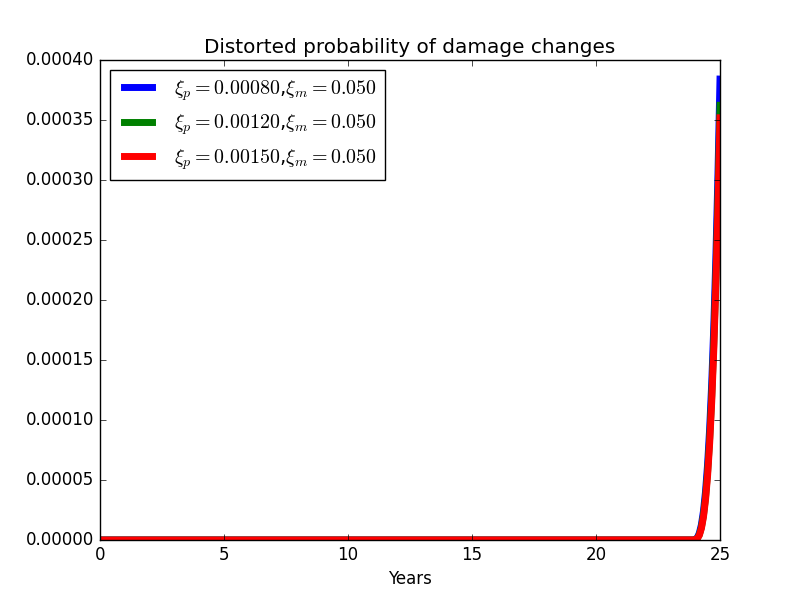 Distorted probability of damage changes
0.00040
0.00035
0.00030
0.00025
0.00020
0.00015
0.00010
0.00005
0.00000
ξp = 0.00080,ξm = 0.050
ξp = 0.00120,ξm = 0.050
ξp = 0.00150,ξm = 0.050
0 5 10 15 20 25
Years